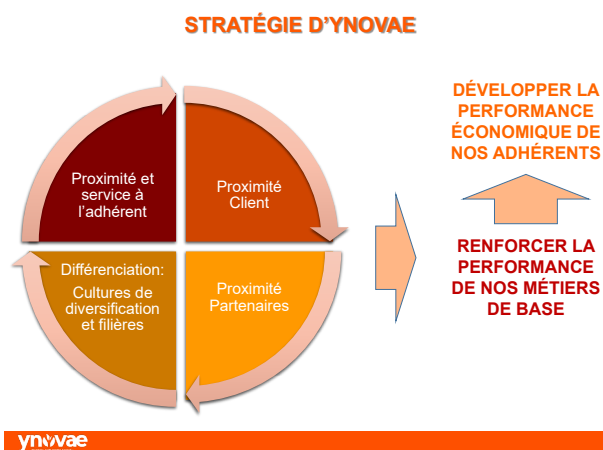 STRATÉGIE D’YNOVAE
Proximité et
service à
l’adhérent
Proximité
Client
Différenciation:
Cultures de
diversification
et filières
Proximité
Partenaires
DÉVELOPPER LA
PERFORMANCE
ÉCONOMIQUE DE
NOS ADHÉRENTS
RENFORCER LA
PERFORMANCE
DE NOS MÉTIERS
DE BASE
ynovae